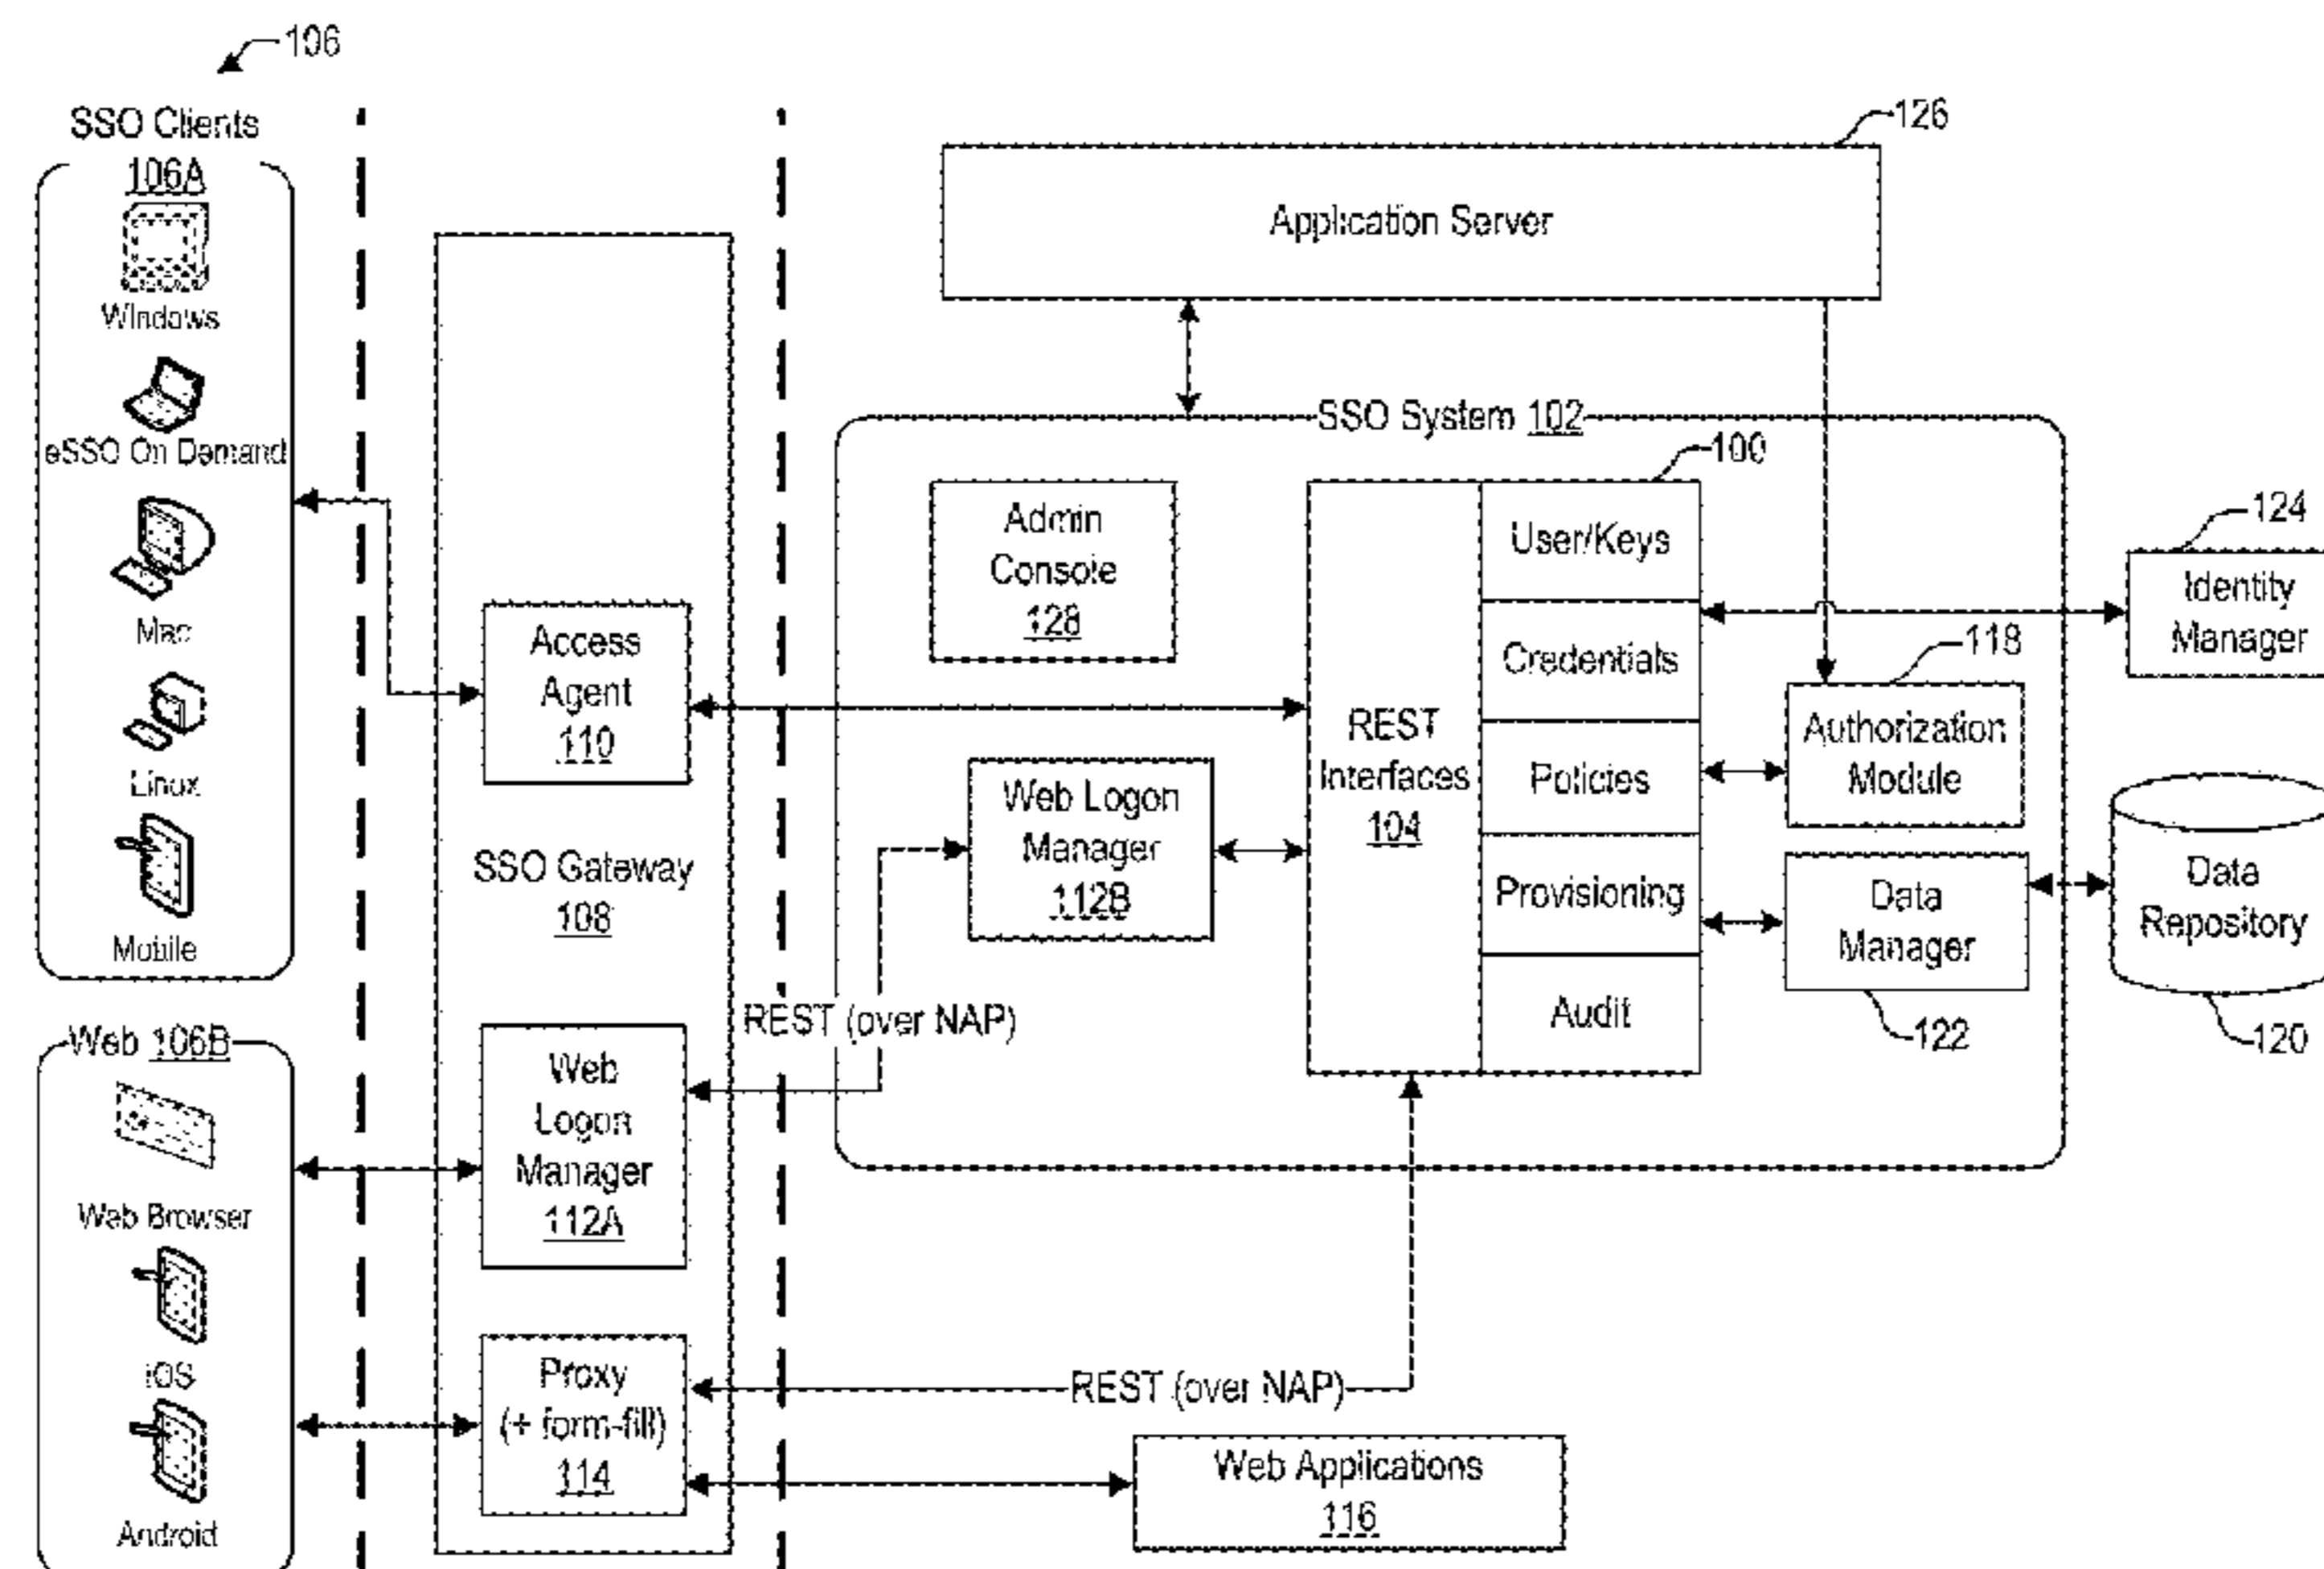 106
SSO Clients
106A
Windows
eSSO On Demand
Mac
Linux
Mobile
Web 106B
Web Browser
iOS
Android
Access
Agent
110
SSO Gateway
108
Web
Logon
Manager
112A
Proxy
(+ form-fill)
114
126
Application Server
SSO System 102
100
Admin
Console
128
Web Logon
Manager
112B
REST
Interfaces
104
User/Keys
Credentials
Policies
Provisioning
Audit
118
Authorization
Module
Data
Manager
122
124
Identity
Manager
Data
Repository
120
REST (over NAP)
REST (over NAP)
Web Applications
116